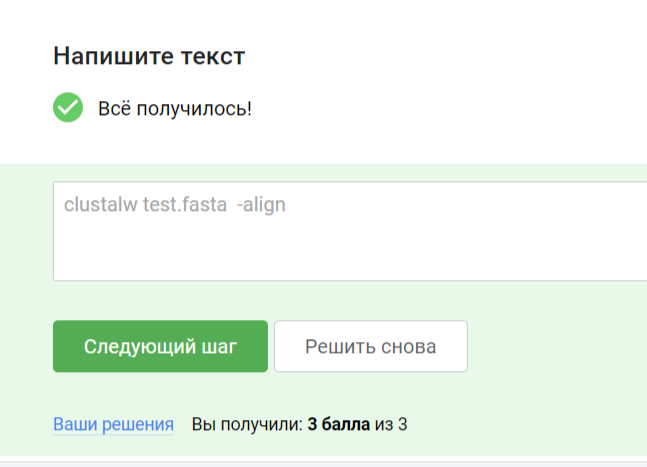 Напишите текст
Всё получилось!
clustalw test.fasta  -align
Следующий шаг
Решить снова
Ваши решения Вы получили: 3 балла из 3